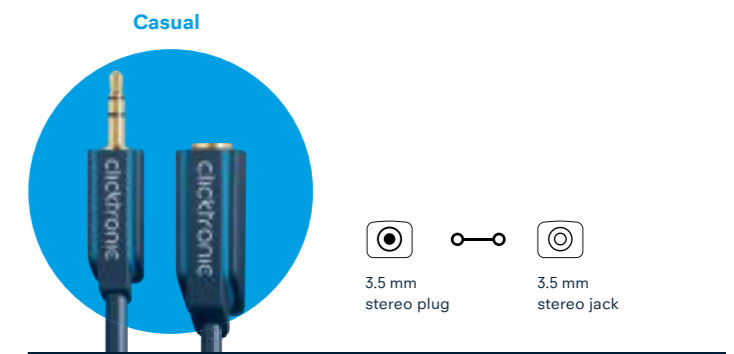 Casual
clicktronic
clicktronic
3.5 mm
stereo plug
3.5 mm
stereo jack